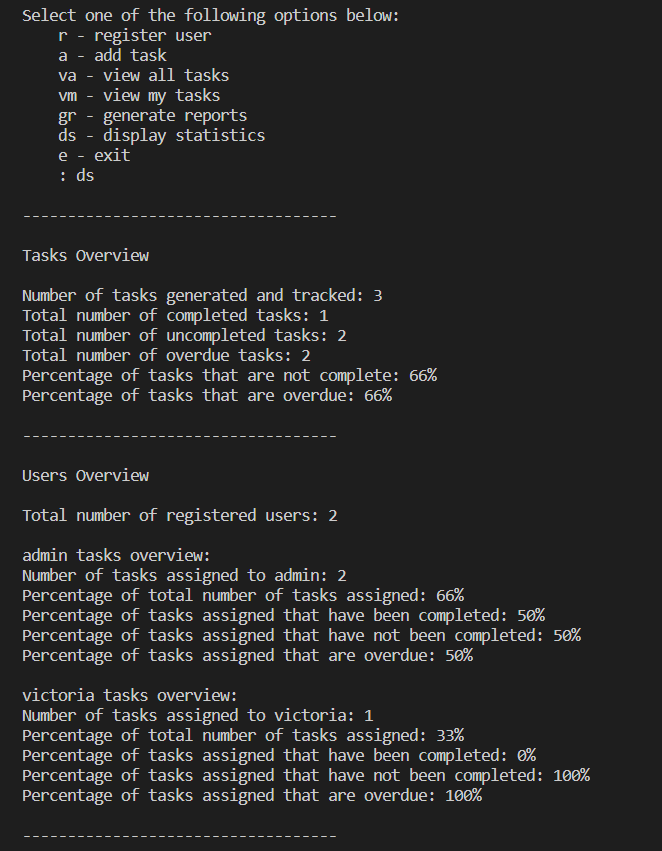 Select one of the following options below:
r - register user
a - add task
va - view all tasks
vm - view my tasks
gr - generate reports
ds - display statistics
e - exit
: ds
-----------------------------------
Tasks Overview
Number of tasks generated and tracked: 3
Total number of completed tasks: 1
Total number of uncompleted tasks: 2
Total number of overdue tasks: 2
Percentage of tasks that are not complete: 66%
Percentage of tasks that are overdue: 66%
-----------------------------------
Users Overview
Total number of registered users: 2
admin tasks overview:
Number of tasks assigned to admin: 2
Percentage of total number of tasks assigned: 66%
Percentage of tasks assigned that have been completed: 50%
Percentage of tasks assigned that have not been completed: 50%
Percentage of tasks assigned that are overdue: 50%
victoria tasks overview:
Number of tasks assigned to victoria: 1
Percentage of total number of tasks assigned: 33%
Percentage of tasks assigned that have been completed: 0%
Percentage of tasks assigned that have not been completed: 100%
Percentage of tasks assigned that are overdue: 100%
-----------------------------------